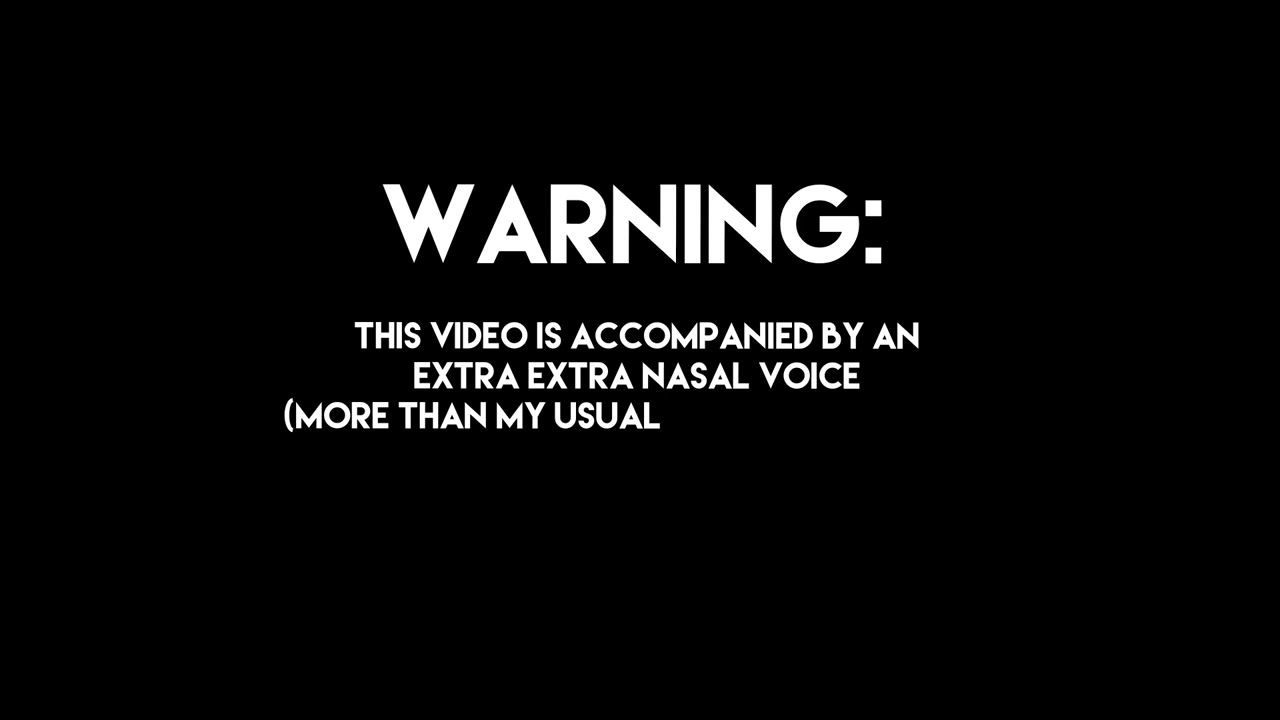 WARNING:
THIS VIDEO IS ACCOMPANIED BY AN
EXTRA EXTRA NASAL VOICE
(MORE THAN MY USUAL